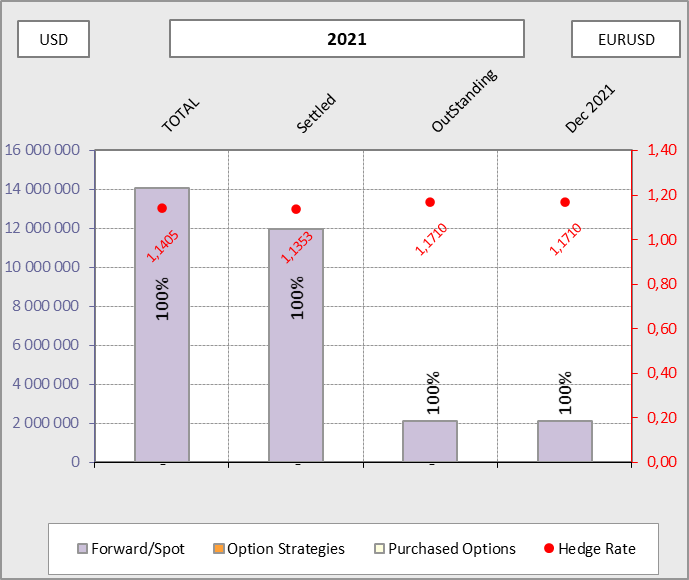 USD
2021
EURUSD
TOTAL
Settled
OutStanding
Dec 2021
16 000 000
14 000 000
12 000 000
10 000 000
8 000 000
6 000 000
4 000 000
2 000 000
0
1,40
1,20
1,00
0,80
0,60
0,40
0,20
0,00
1,1405
1,1353
1,1710
1,1710
100%
100%
100%
100%
-
-
-
Forward/Spot
Option Strategies
Purchased Options
Hedge Rate